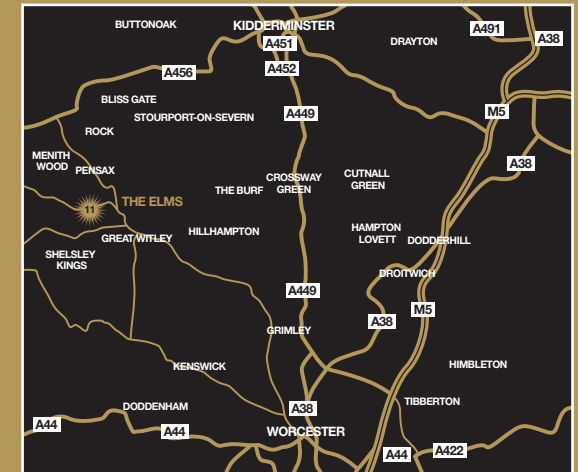 BUTTONOAK
KIDDERMINSTER
A491
A38
A451
DRAYTON
A456
A452
BLISS GATE
STOURPORT-ON-SEVERN
A449
M5
ROCK
MENITH
WOOD
PENSAX
A38
CROSSWAY
GREEN
CUTNALL
GREEN
THE BURF
THE ELMS
11
GREAT WITLEY
HILLHAMPTON
HAMPTON
LOVETT
DODDERHILL
SHELSLEY
KINGS
DROITWICH
A449
M5
A38
GRIMLEY
KENSWICK
HIMBLETON
DODDENHAM
A38
TIBBERTON
A44
A44
WORCESTER
A44
A422